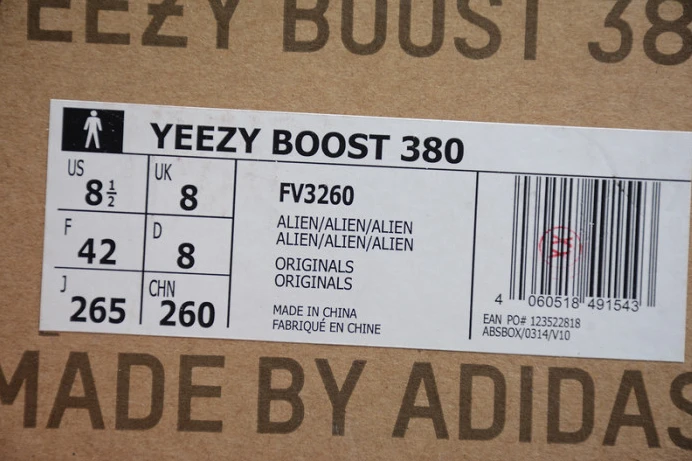 EEZY BOOST 38
YEEZY BOOST 380
US
8 1/2
UK
8
F
42
D
8
J
265
CHN
260
FV3260
ALIEN/ALIEN/ALIEN
ALIEN/ALIEN/ALIEN
ORIGINALS
ORIGINALS
MADE IN CHINA
FABRIQUÉ EN CHINE
4 060518 491543
EAN PO# 123522818
ABSBOX/0314/V10
MADE BY ADIDAS